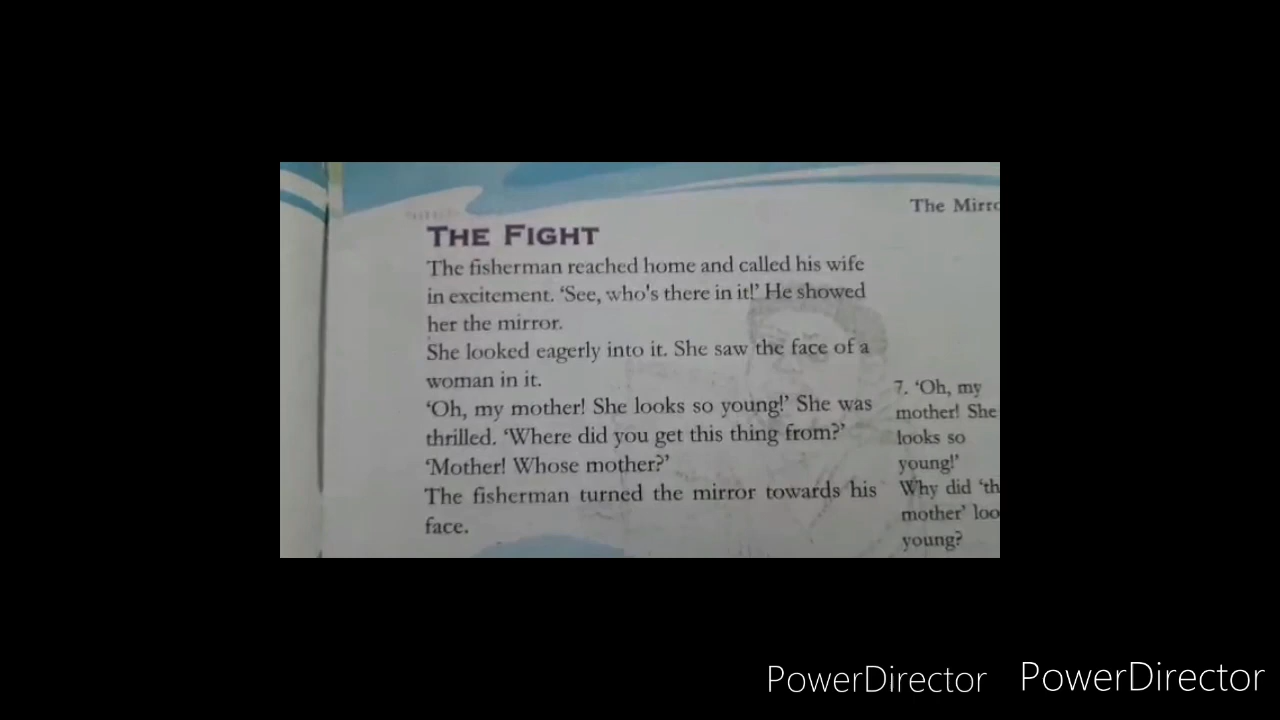 The
THE FIGHT
The fisherman reached home and called his wife
in excitement. ‘See, who's there in it!’ He showed
her the mirror.
She looked eagerly into it. She saw the face of a
woman in it.
‘Oh, my mother! She looks so young!’ She was
thrilled. ‘Where did you get this thing from?’
‘Mother! Whose mother?’
The fisherman turned the mirror towards his
face.
7. ‘Oh, my
mother! She
looks so
young!’
Why did
mother’
young?
PowerDirector PowerDirector